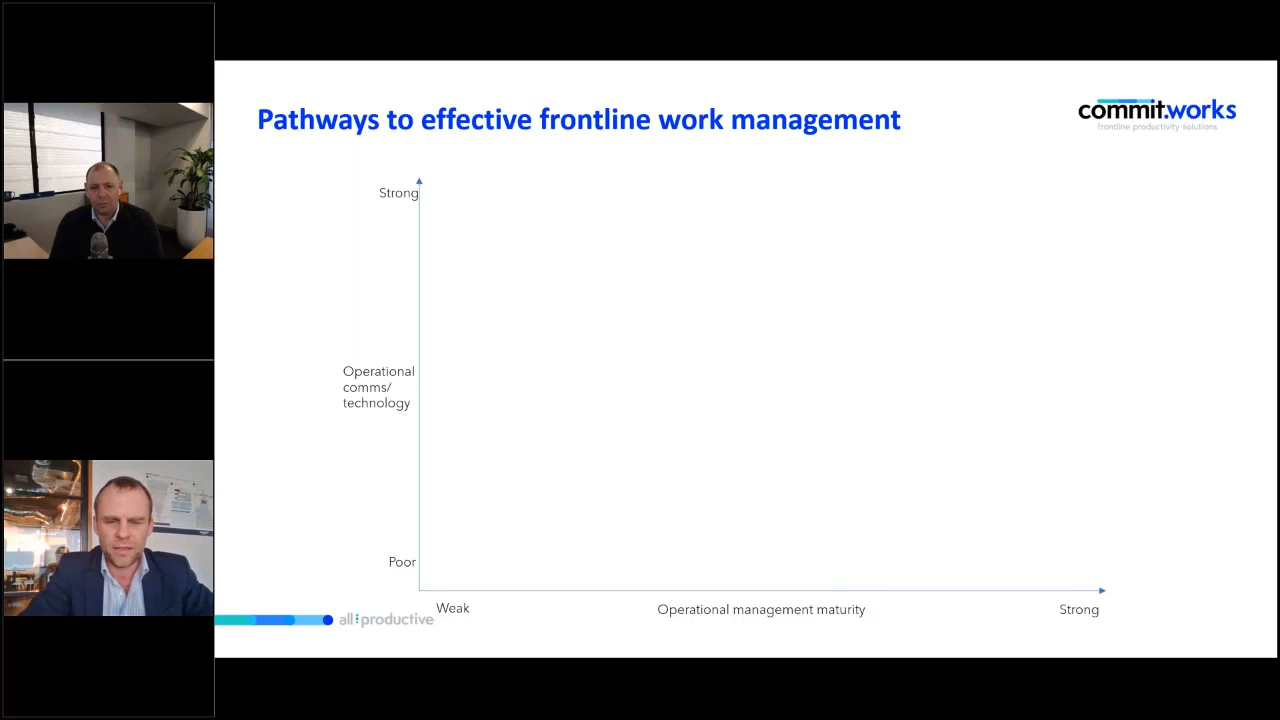 Pathways to effective frontline work management
commit.works
frontline productivity solutions
Strong
Operational
comms/
technology
Poor
Weak
Operational management maturity
Strong
all productive